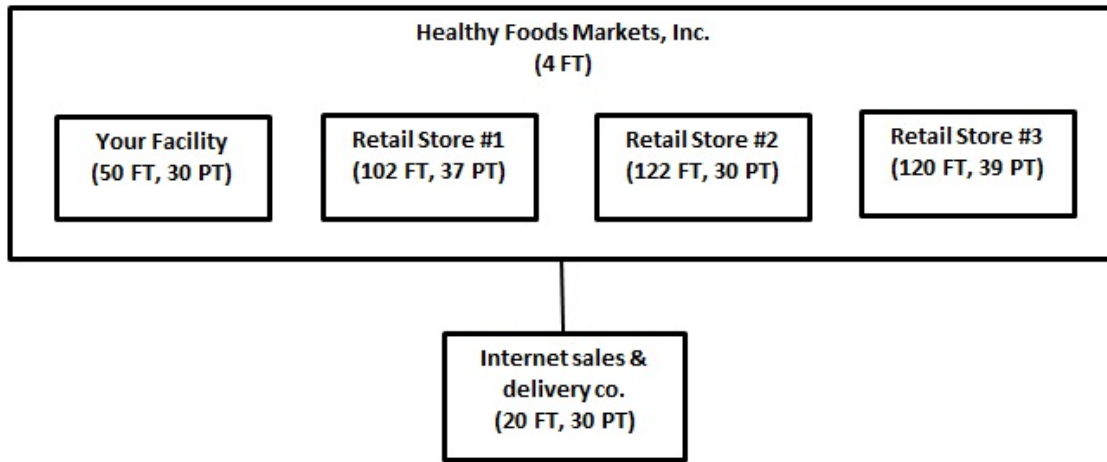 Healthy Foods Markets, Inc.
(4 FT)
Your Facility
(50 FT, 30 PT)
Retail Store #1
(102 FT, 37 PT)
Retail Store #2
(122 FT, 30 PT)
Retail Store #3
(120 FT, 39 PT)
Internet sales &
delivery co.
(20 FT, 30 PT)